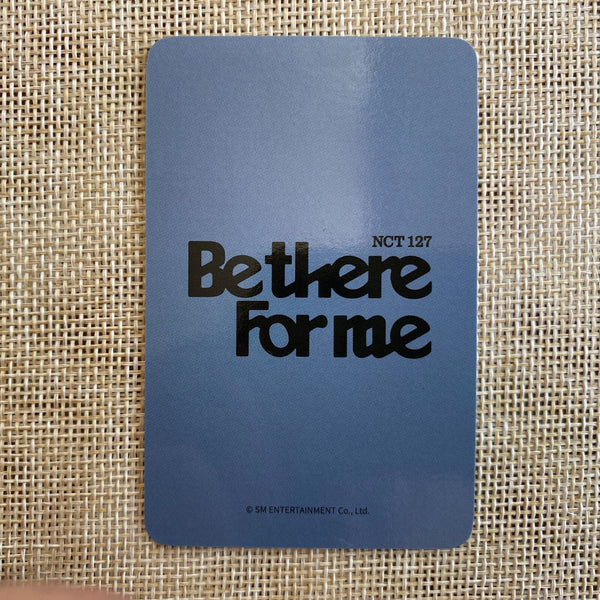 NCT 127
Be there
For me
© SM ENTERTAINMENT Co., Ltd.